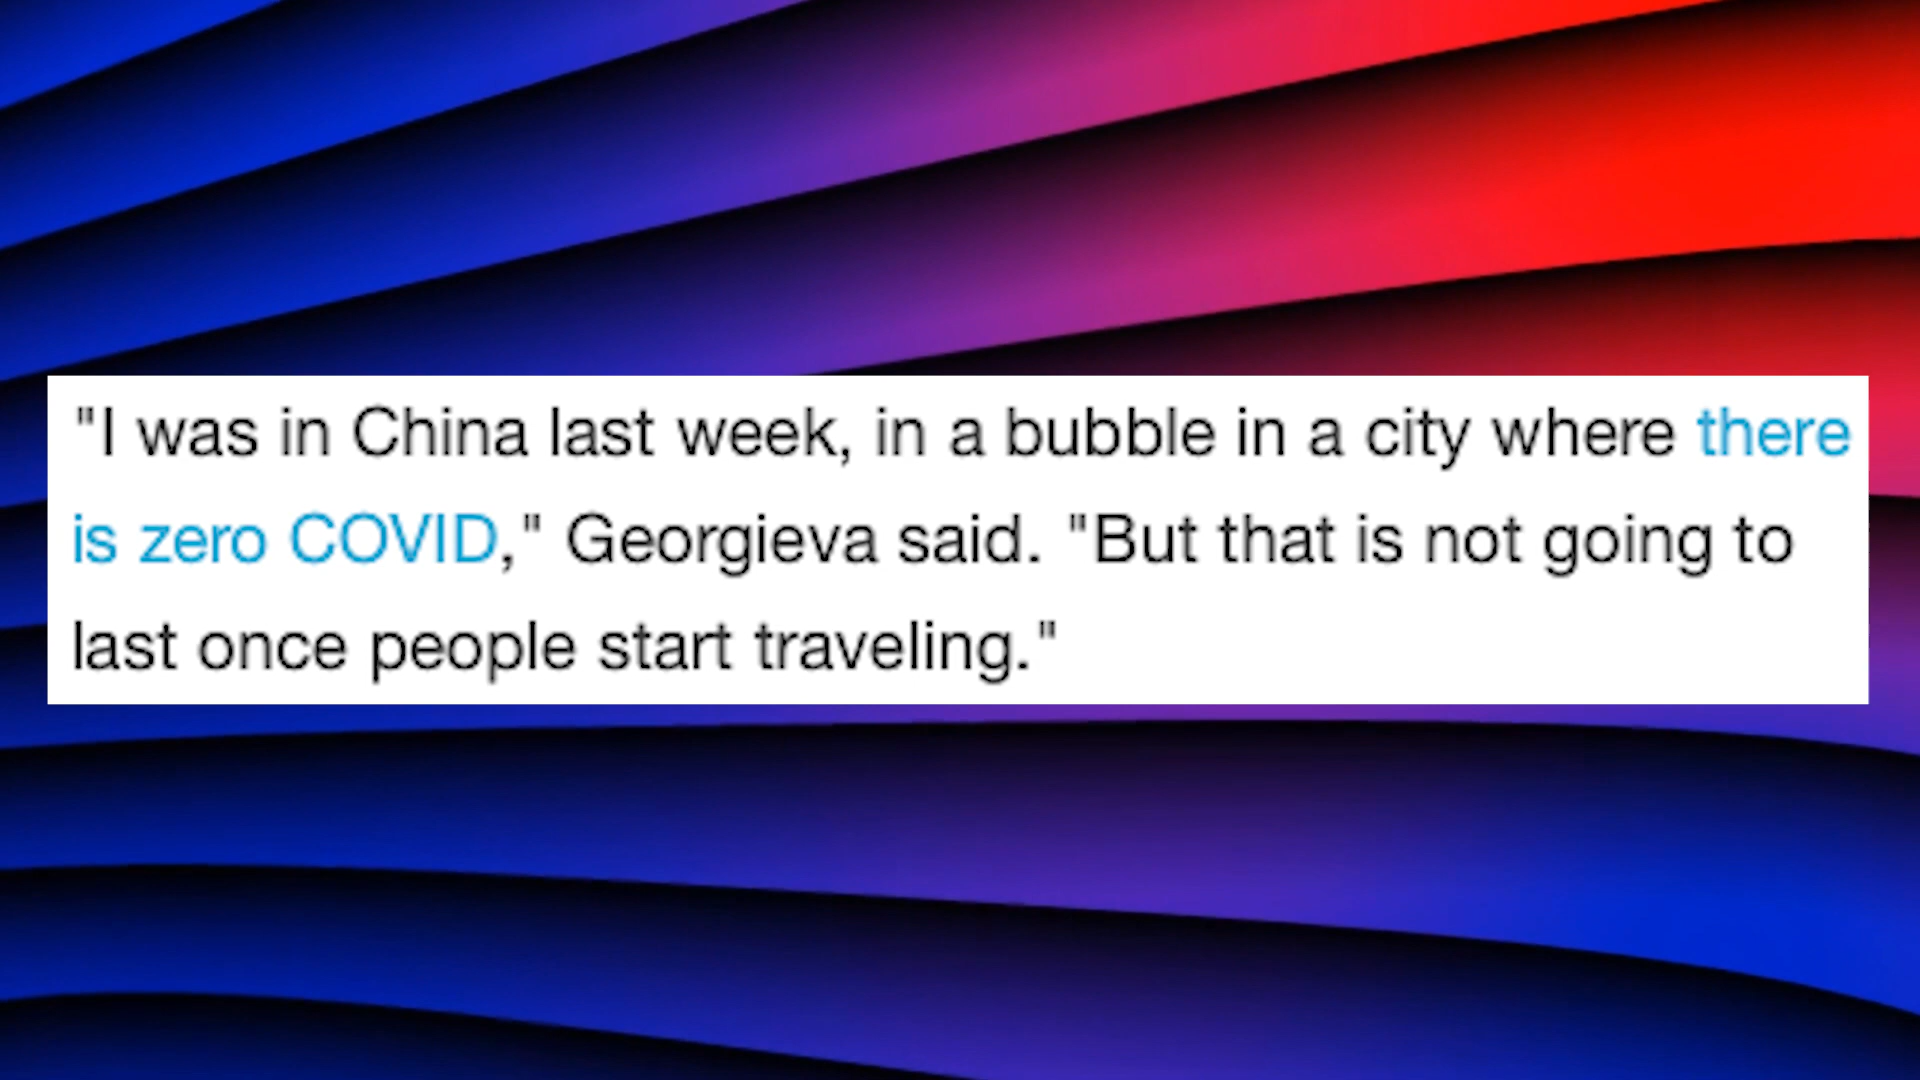 "I was in China last week, in a bubble in a city where there
is zero COVID," Georgieva said. "But that is not going to
last once people start traveling."